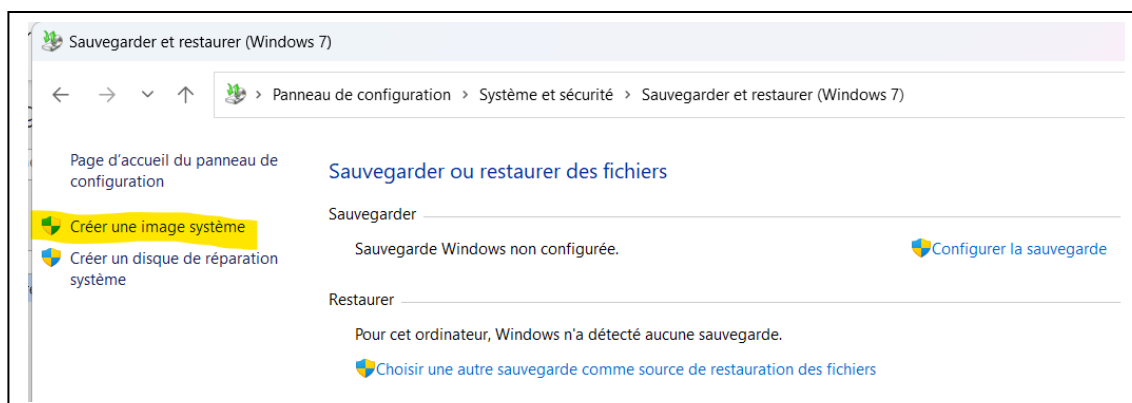 Sauvegarder et restaurer (Windows 7)
Panneau de configuration > Système et sécurité > Sauvegarder et restaurer (Windows 7)
Page d'accueil du panneau de
configuration
Créer une image système
Créer un disque de réparation
système
Sauvegarder ou restaurer des fichiers
Sauvegarder
Sauvegarde Windows non configurée.
Configurer la sauvegarde
Restaurer
Pour cet ordinateur, Windows n'a détecté aucune sauvegarde.
Choisir une autre sauvegarde comme source de restauration des fichiers